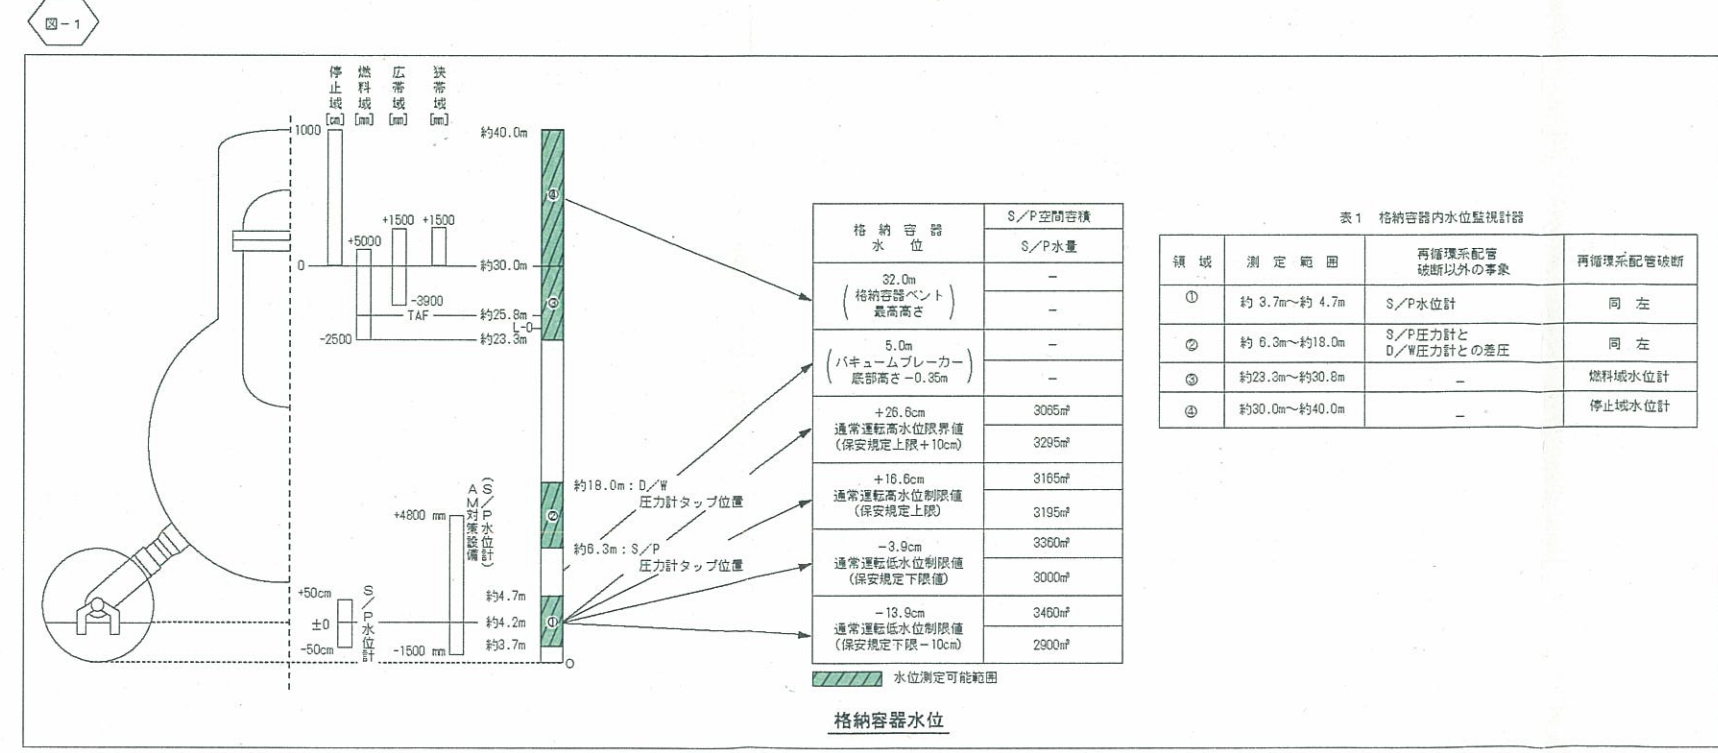 図－1
停止域
[cm]
燃料域
[mm]
広帯域
[mm]
狭帯域
[mm]
1000
約40.0m
④
+1500 +1500
+5000
0
約30.0m
③
-3900
TAF
約25.8m
L-0
-2500
約23.3m
約18.0m：D／W
圧力計タップ位置
AM対策設備
(S／P水位計)
+4800 mm
②
約6.3m：S／P
圧力計タップ位置
+50cm
±0
-50cm
S／P水位計
約4.7m
約4.2m
①
約3.7m
-1500 mm
0
格納容器
水位
S／P空間容積
S／P水量
32.0m
(格納容器ベント
最高高さ)
－
－
5.0m
(バキュームブレーカー
底部高さ－0.35m)
－
－
+26.6cm
通常運転高水位限界値
(保安規定上限＋10cm)
3065m³
3295m³
+16.6cm
通常運転高水位制限値
(保安規定上限)
3165m³
3195m³
－3.9cm
通常運転低水位制限値
(保安規定下限値)
3360m³
3000m³
－13.9cm
通常運転低水位制限値
(保安規定下限－10cm)
3460m³
2900m³
水位測定可能範囲
格納容器水位
表1　格納容器内水位監視計器
領域　測定範囲　再循環系配管
破断以外の事象　再循環系配管破断
①　約 3.7m～約 4.7m　S／P水位計　同左
②　約 6.3m～約18.0m　S／P圧力計と
D／W圧力計との差圧　同左
③　約23.3m～約30.8m　－　燃料域水位計
④　約30.0m～約40.0m　－　停止域水位計